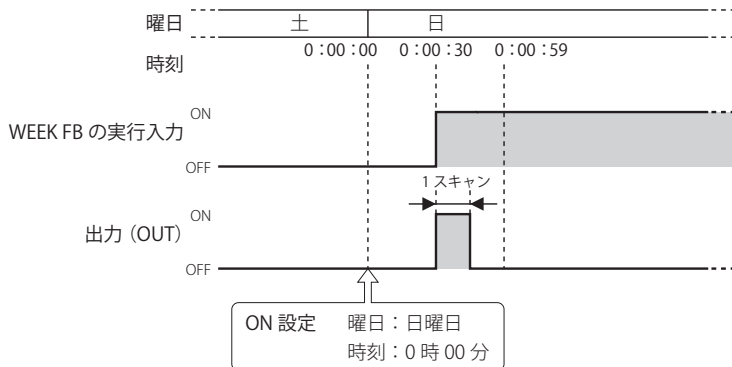 曜日 土 日
時刻 0:00:00 0:00:30 0:00:59
WEEK FB の実行入力 ON
OFF
1 スキャン
出力(OUT) ON
OFF
ON 設定 曜日:日曜日
時刻:0 時 00 分